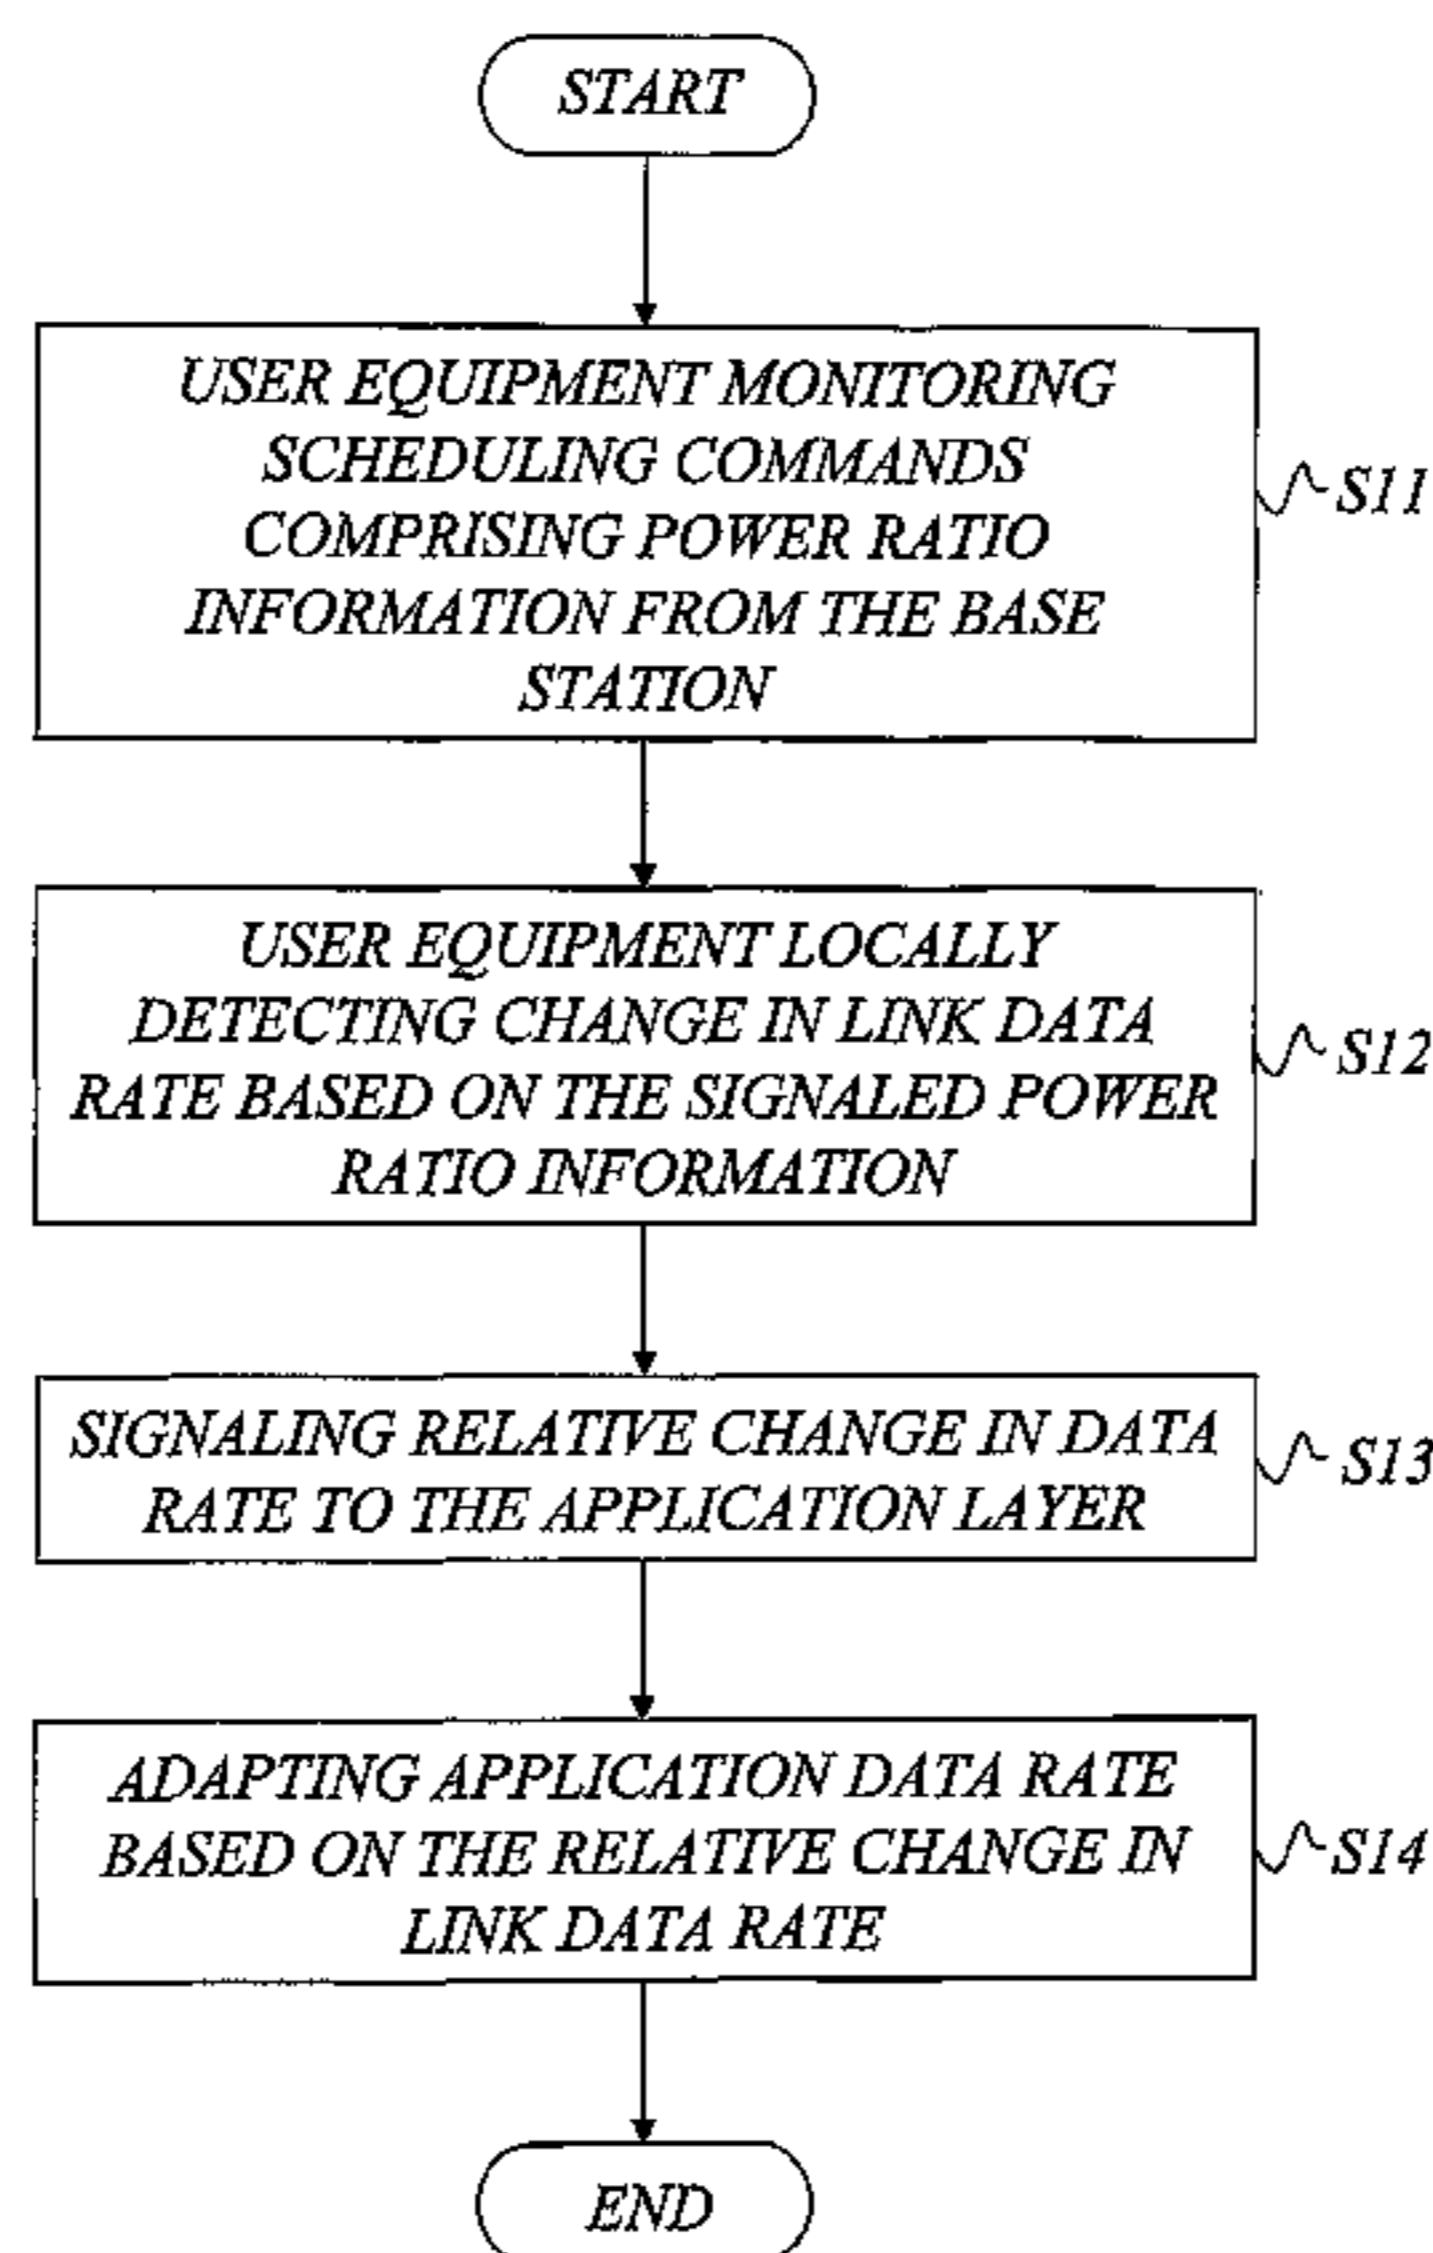 START
USER EQUIPMENT MONITORING
SCHEDULING COMMANDS
COMPRISING POWER RATIO
INFORMATION FROM THE BASE
STATION
S11
USER EQUIPMENT LOCALLY
DETECTING CHANGE IN LINK DATA
RATE BASED ON THE SIGNALED POWER
RATIO INFORMATION
S12
SIGNALING RELATIVE CHANGE IN DATA
RATE TO THE APPLICATION LAYER
S13
ADAPTING APPLICATION DATA RATE
BASED ON THE RELATIVE CHANGE IN
LINK DATA RATE
S14
END